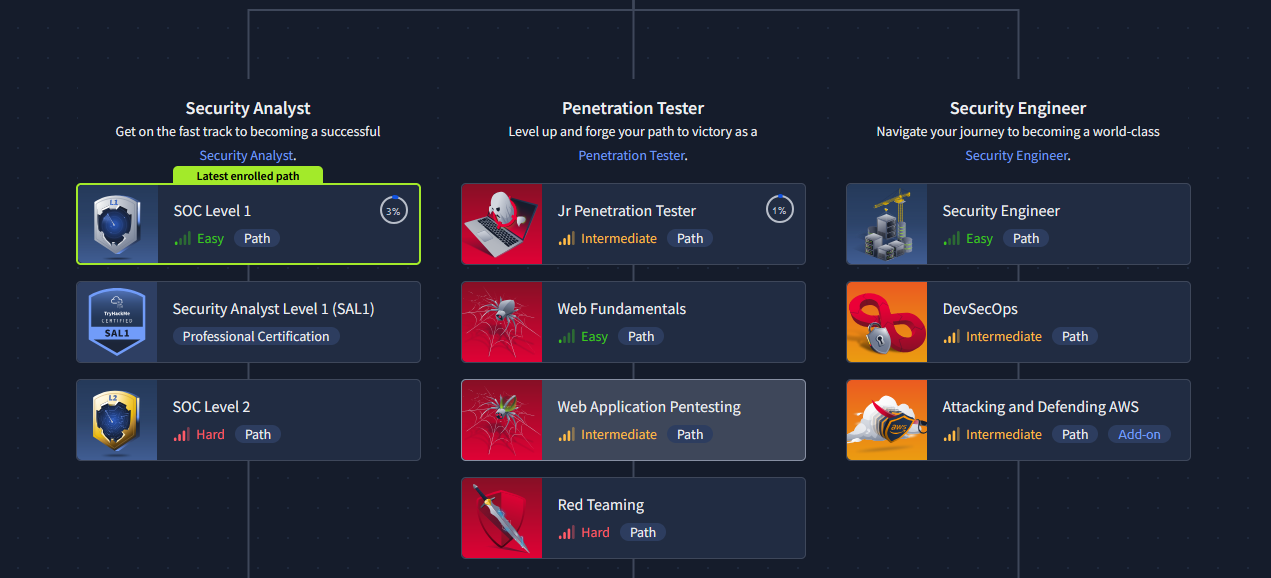 Security Analyst
Get on the fast track to becoming a successful
Security Analyst.
Latest enrolled path
L1
SOC Level 1
3%
Easy
Path
TryHackMe
CERTIFIED
SAL1
Security Analyst Level 1 (SAL1)
Professional Certification
L2
SOC Level 2
Hard
Path
Penetration Tester
Level up and forge your path to victory as a
Penetration Tester.
Jr Penetration Tester
1%
Intermediate
Path
Web Fundamentals
Easy
Path
Web Application Pentesting
Intermediate
Path
Red Teaming
Hard
Path
Security Engineer
Navigate your journey to becoming a world-class
Security Engineer.
Security Engineer
Easy
Path
DevSecOps
Intermediate
Path
aws
Attacking and Defending AWS
Intermediate
Path
Add-on